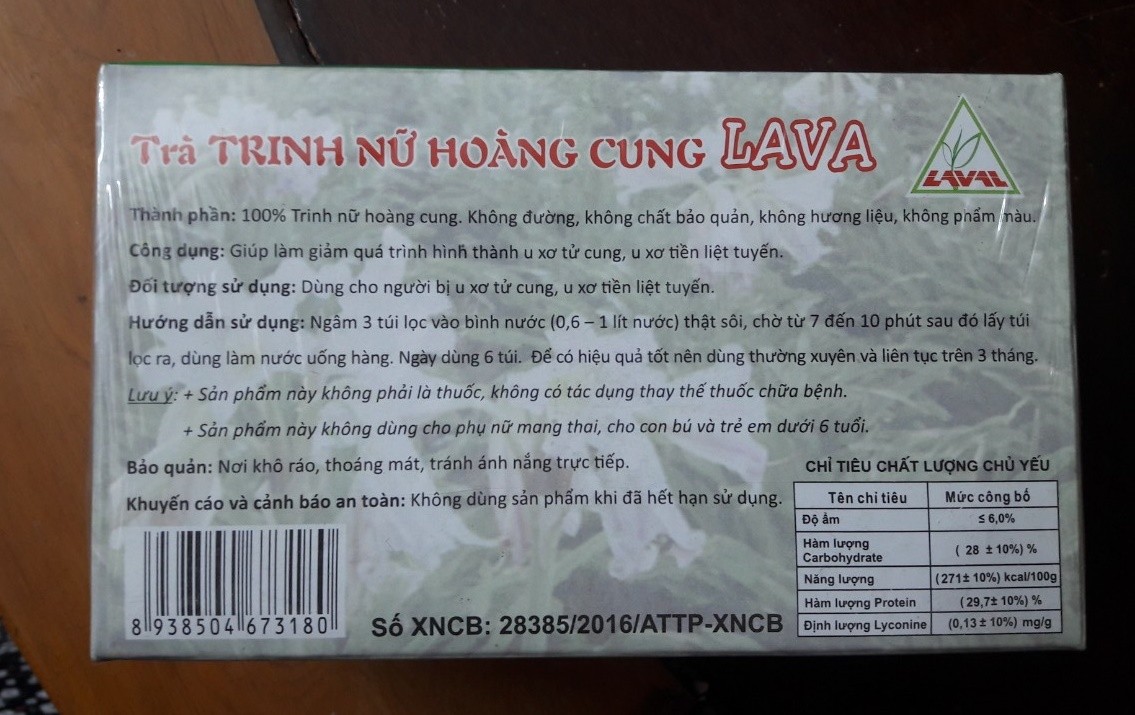 Trà TRINH NỮ HOÀNG CUNG LAVA
LAVAL
Thành phần: 100% Trinh nữ hoàng cung. Không đường, không chất bảo quản, không hương liệu, không phẩm màu.
Công dụng: Giúp làm giảm quá trình hình thành u xơ tử cung, u xơ tiền liệt tuyến.
Đối tượng sử dụng: Dùng cho người bị u xơ tử cung, u xơ tiền liệt tuyến.
Hướng dẫn sử dụng: Ngâm 3 túi lọc vào bình nước (0,6 – 1 lít nước) thật sôi, chờ từ 7 đến 10 phút sau đó lấy túi
lọc ra, dùng làm nước uống hàng. Ngày dùng 6 túi. Để có hiệu quả tốt nên dùng thường xuyên và liên tục trên 3 tháng.
Lưu ý: + Sản phẩm này không phải là thuốc, không có tác dụng thay thế thuốc chữa bệnh.
+ Sản phẩm này không dùng cho phụ nữ mang thai, cho con bú và trẻ em dưới 6 tuổi.
Bảo quản: Nơi khô ráo, thoáng mát, tránh ánh nắng trực tiếp.
Khuyến cáo và cảnh báo an toàn: Không dùng sản phẩm khi đã hết hạn sử dụng.
CHỈ TIÊU CHẤT LƯỢNG CHỦ YẾU
Tên chỉ tiêu Mức công bố
Độ ẩm ≤ 6,0%
Hàm lượng Carbohydrate ( 28 ± 10%) %
Năng lượng (271± 10%) kcal/100g
Hàm lượng Protein (29,7± 10%) %
Định lượng Lyconine (0,13 ± 10%) mg/g
8 938504 673180
Số XNCB: 28385/2016/ATTP-XNCB